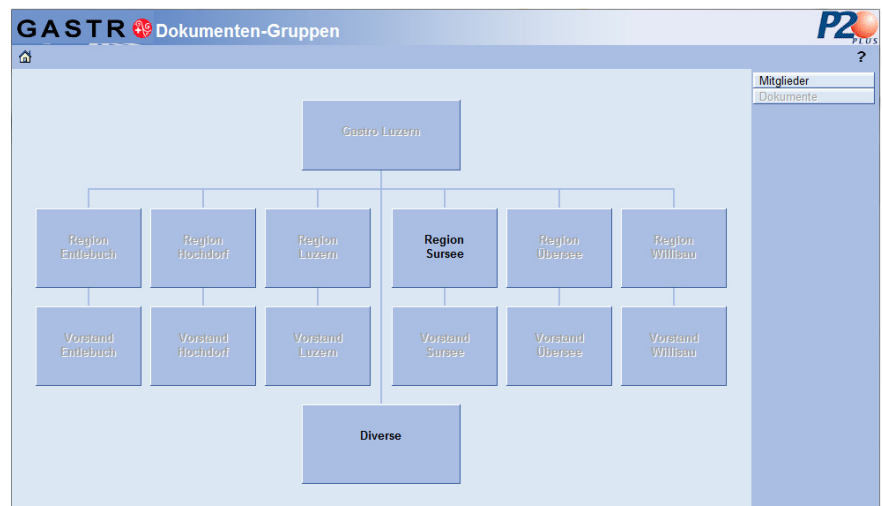 GASTRO Dokumenten-Gruppen
P2 PLUS
?
Mitglieder
Dokumente
Gastro Luzern
Region
Entlebuch
Region
Hochdorf
Region
Luzern
Region
Sursee
Region
Übersee
Region
Willisau
Vorstand
Entlebuch
Vorstand
Hochdorf
Vorstand
Luzern
Vorstand
Sursee
Vorstand
Übersee
Vorstand
Willisau
Diverse